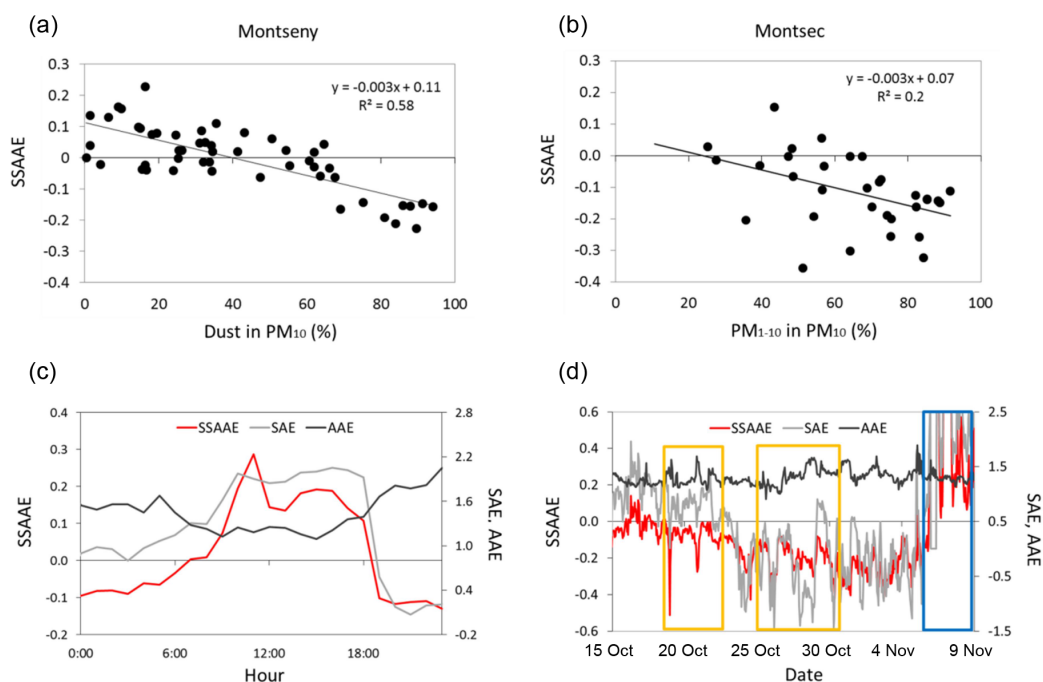 (a)
Montseny
y = -0.003x + 0.11
R² = 0.58
SSAAE
0.3
0.2
0.1
0
-0.1
-0.2
-0.3
-0.4
0 20 40 60 80 100
Dust in PM10 (%)
(b)
Montsec
y = -0.003x + 0.07
R² = 0.2
SSAAE
0.3
0.2
0.1
0
-0.1
-0.2
-0.3
-0.4
0 20 40 60 80 100
PM1-10 in PM10 (%)
(c)
SSAAE SAE AAE
SSAAE
0.4
0.3
0.2
0.1
0.0
-0.1
-0.2
2.8
2.2
1.6
1.0
0.4
-0.2
SAE, AAE
0:00 6:00 12:00 18:00
Hour
(d)
SSAAE SAE AAE
SSAAE
0.6
0.4
0.2
0.0
-0.2
-0.4
-0.6
2.5
1.5
0.5
-0.5
-1.5
SAE, AAE
15 Oct 20 Oct 25 Oct 30 Oct 4 Nov 9 Nov
Date